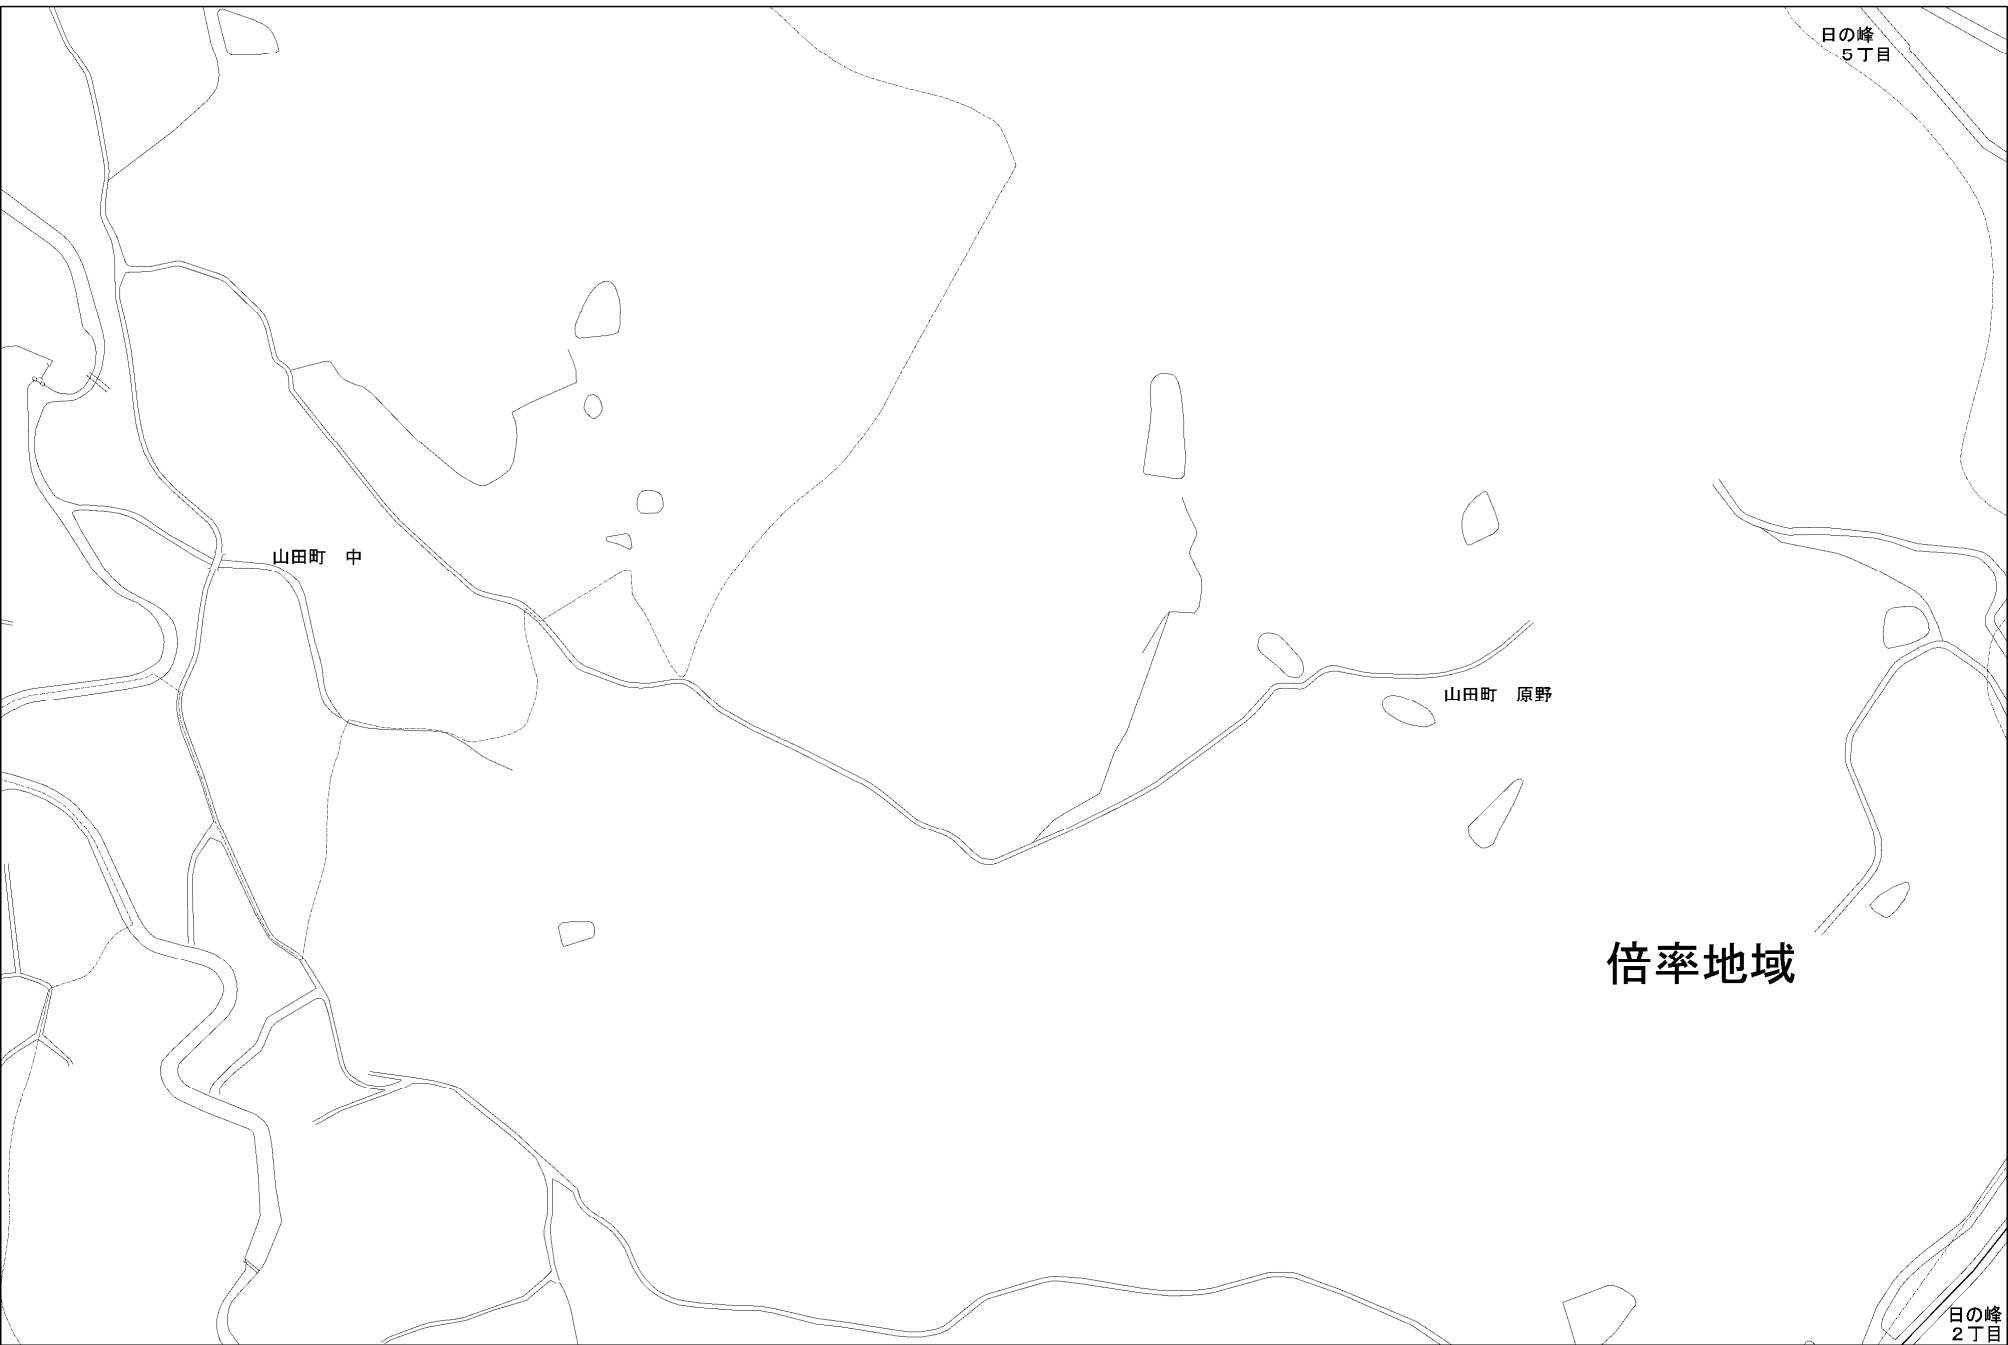 日の峰
５丁目
山田町　中
山田町　原野
倍率地域
日の峰
２丁目